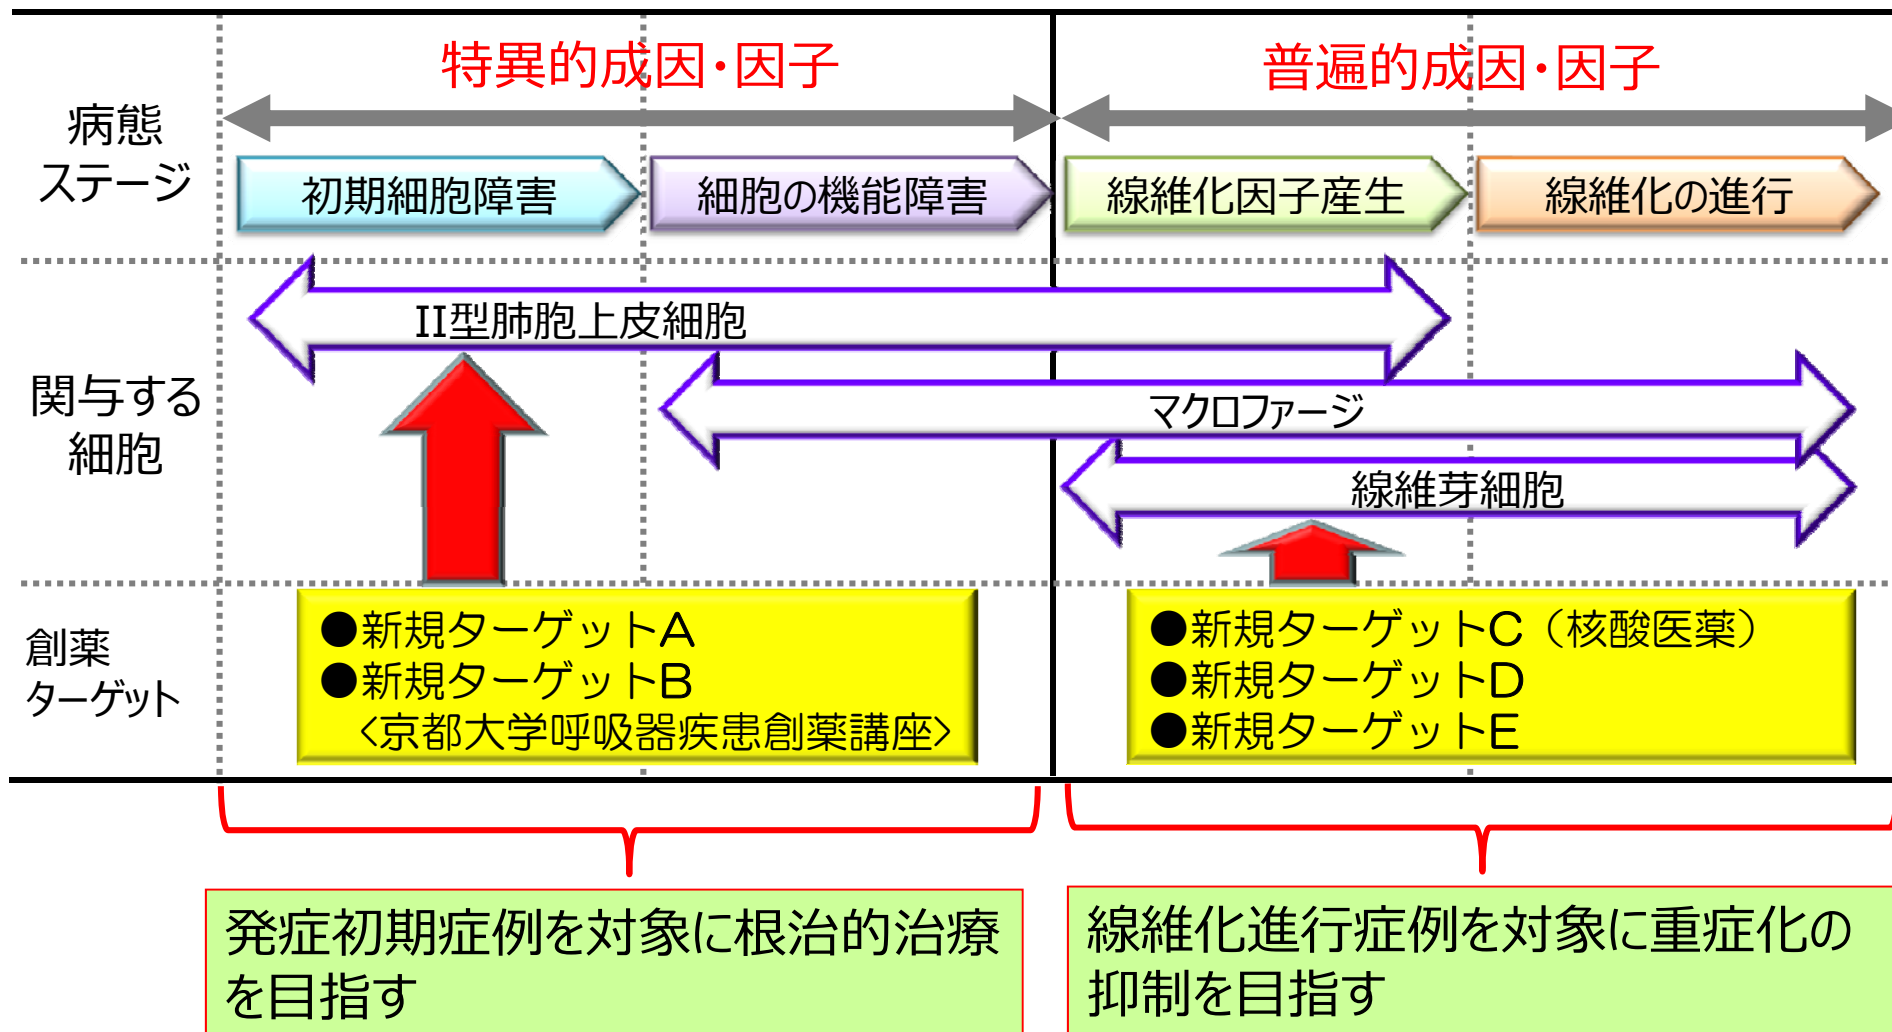 特異的成因・因子
普遍的成因・因子
病態
ステージ
初期細胞障害
細胞の機能障害
線維化因子産生
線維化の進行
関与する
細胞
II型肺胞上皮細胞
マクロファージ
線維芽細胞
創薬
ターゲット
●新規ターゲットA
●新規ターゲットB
<京都大学呼吸器疾患創薬講座>
●新規ターゲットC（核酸医薬）
●新規ターゲットD
●新規ターゲットE
発症初期症例を対象に根治的治療
を目指す
線維化進行症例を対象に重症化の
抑制を目指す